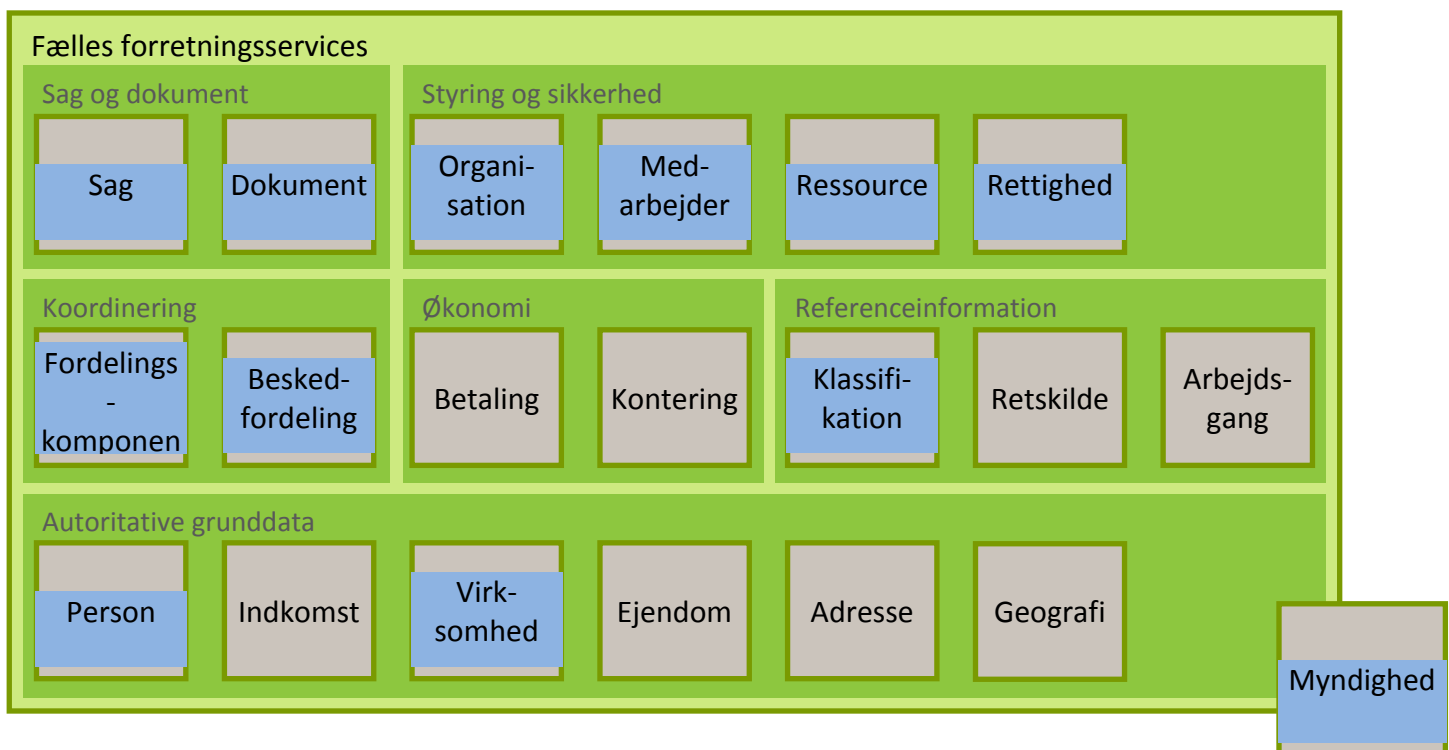 Fælles forretningsservices
Sag og dokument
Sag
Dokument
Styring og sikkerhed
Organi-
sation
Med-
arbejder
Ressource
Rettighed
Koordinering
Fordelings
-
komponen
Besked-
fordeling
Økonomi
Betaling
Kontering
Referenceinformation
Klassifi-
kation
Retskilde
Arbejds-
gang
Autoritative grunddata
Person
Indkomst
Virk-
somhed
Ejendom
Adresse
Geografi
Myndighed